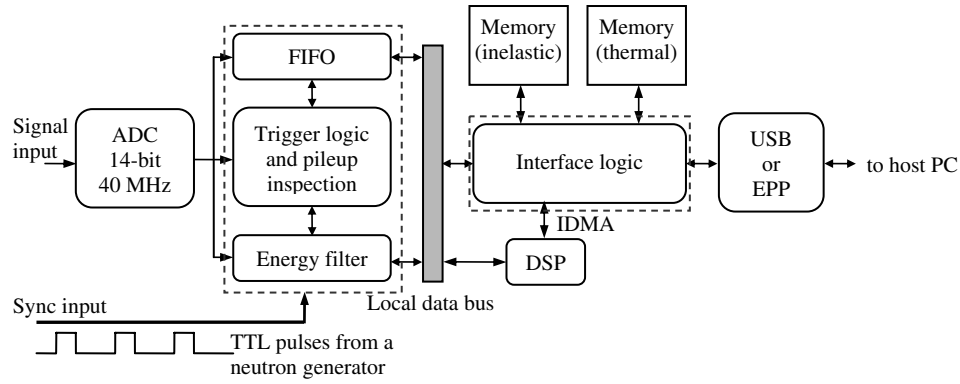 Memory
(inelastic)
Memory
(thermal)
FIFO
Signal
input
ADC
14-bit
40 MHz
Trigger logic
and pileup
inspection
Interface logic
USB
or
EPP
to host PC
IDMA
Energy filter
DSP
Local data bus
Sync input
TTL pulses from a
neutron generator